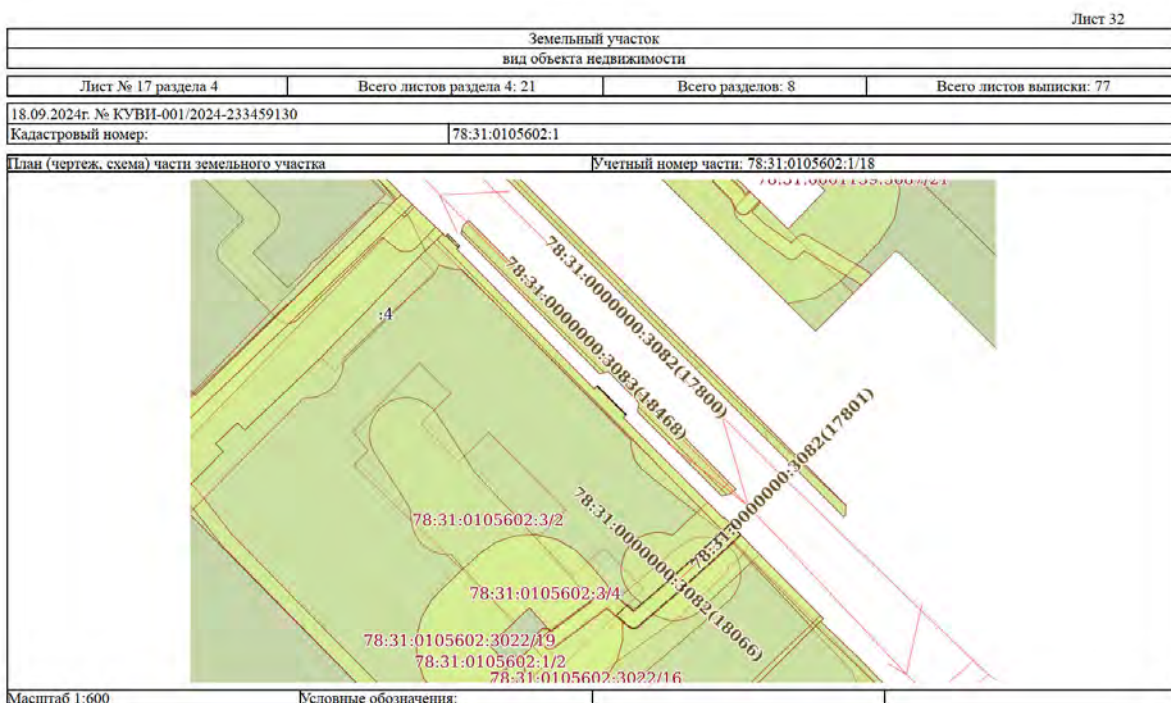 Лист 32
Земельный участок
вид объекта недвижимости
Лист № 17 раздела 4 Всего листов раздела 4: 21 Всего разделов: 8 Всего листов выписки: 77
18.09.2024г. № КУВИ-001/2024-233459130
Кадастровый номер: 78:31:0105602:1
План (чертеж, схема) части земельного участка Учетный номер части: 78:31:0105602:1/18
:4
78:31:0000000:3082(17800)
78:31:0000000:3083(18468)
78:31:0000000:3082(17801)
78:31:0000000:3082(18066)
78:31:0105602:3/2
78:31:0105602:3/4
78:31:0105602:3022/19
78:31:0105602:1/2
78:31:0105602:3022/16
Масштаб 1:600 Условные обозначения: